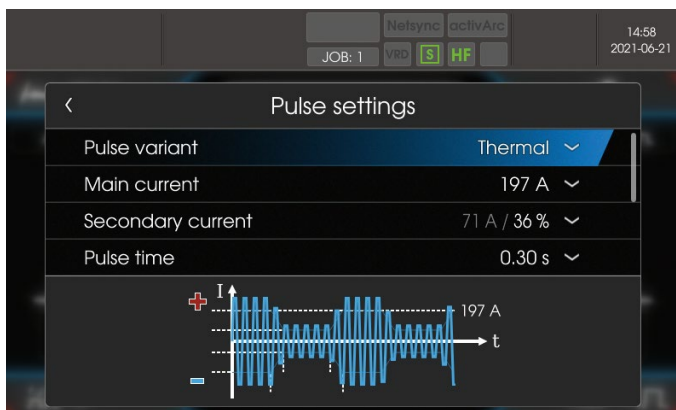 Netsync activArc
14:58
JOB: 1 VRD S HF
2021-06-21
Pulse settings
Pulse variant Thermal
Main current 197 A
Secondary current 71 A / 36 %
Pulse time 0.30 s
I
197 A
t